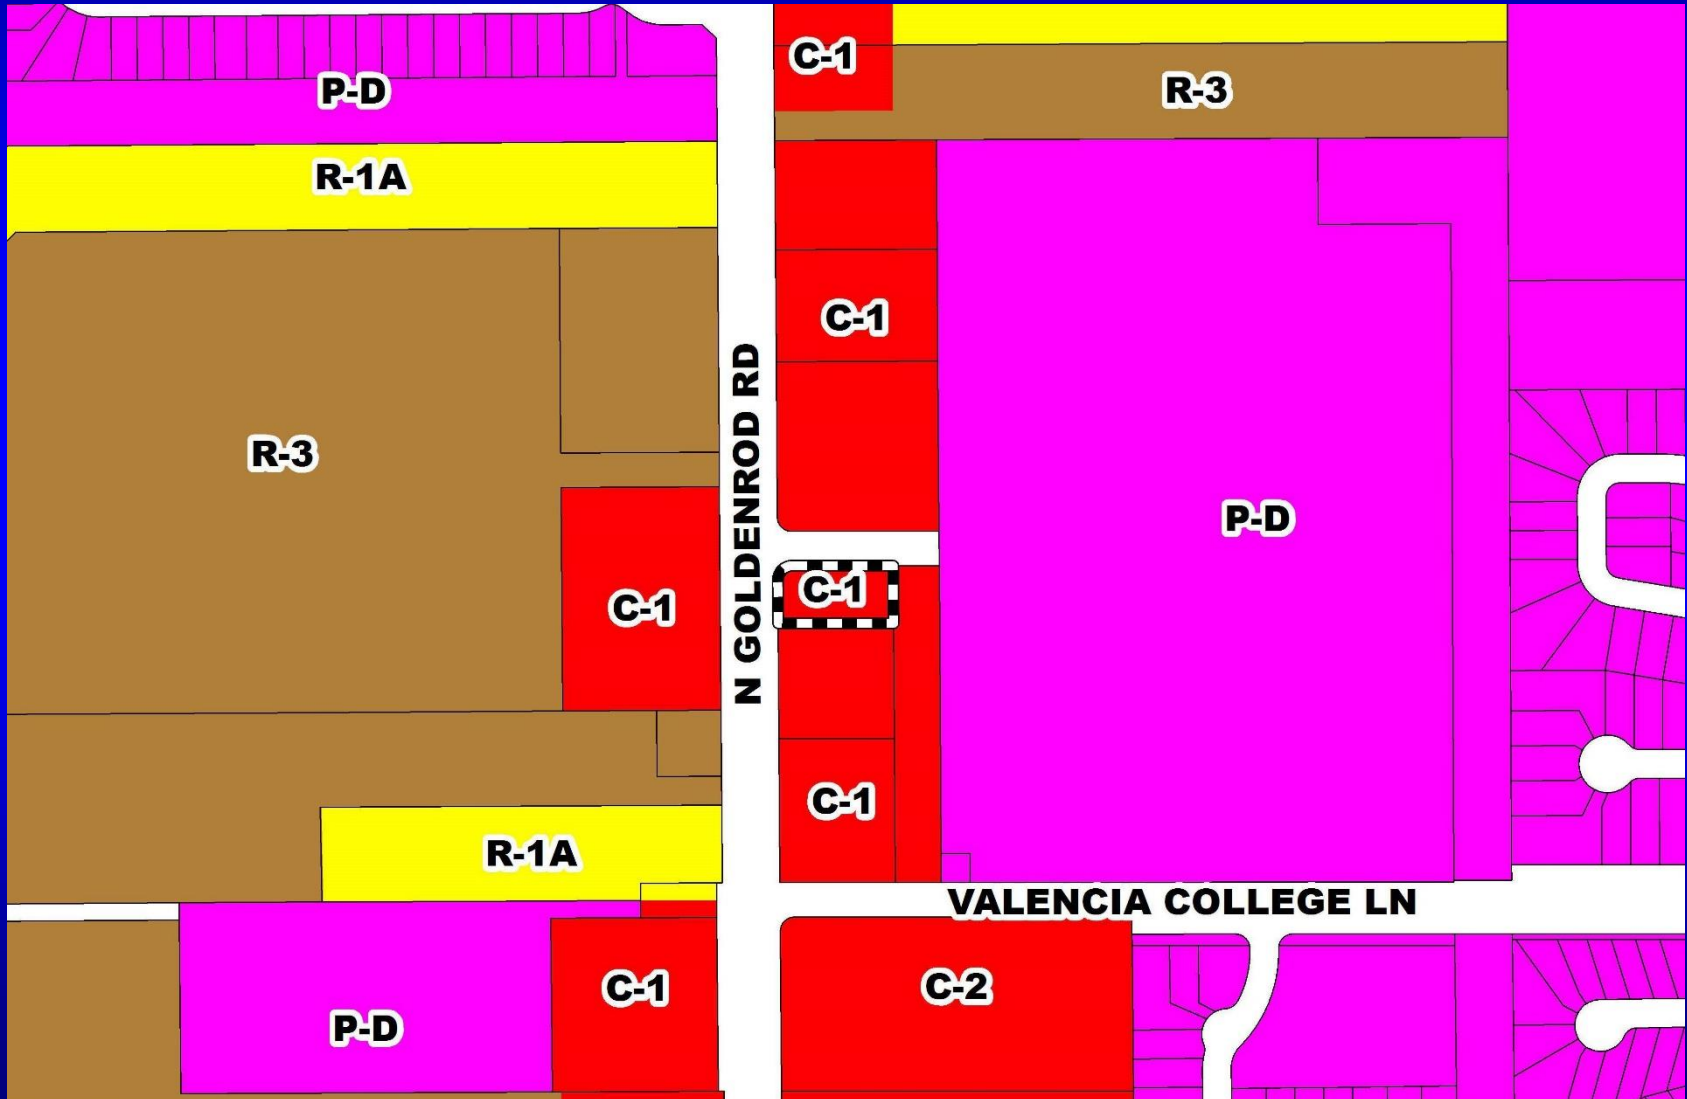 C-1
P-D
R-3
R-1A
C-1
N GOLDENROD RD
R-3
P-D
C-1
C-1
C-1
R-1A
VALENCIA COLLEGE LN
C-1
C-2
P-D